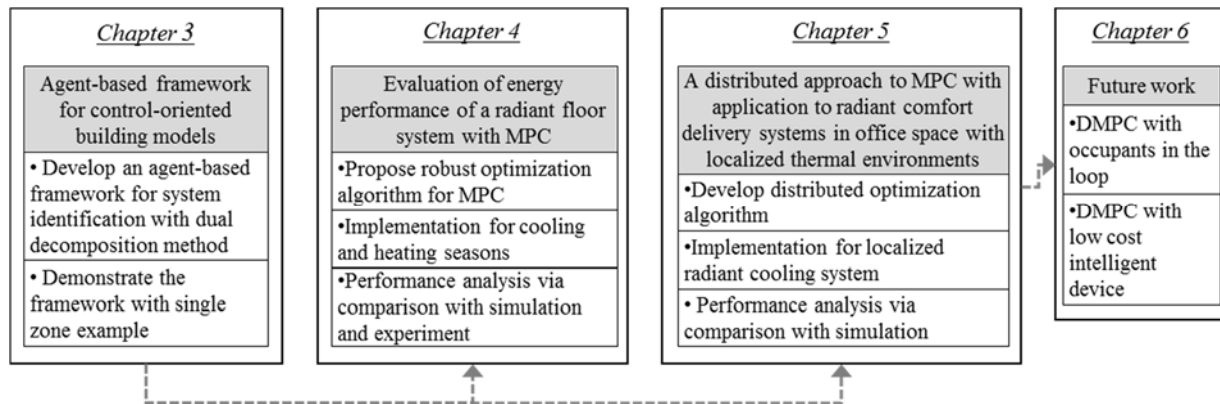 Chapter 3
Agent-based framework
for control-oriented
building models
• Develop an agent-based
framework for system
identification with dual
decomposition method
• Demonstrate the
framework with single
zone example
Chapter 4
Evaluation of energy
performance of a radiant floor
system with MPC
•Propose robust optimization
algorithm for MPC
•Implementation for cooling
and heating seasons
•Performance analysis via
comparison with simulation
and experiment
Chapter 5
A distributed approach to MPC with
application to radiant comfort
delivery systems in office space with
localized thermal environments
•Develop distributed optimization
algorithm
•Implementation for localized
radiant cooling system
• Performance analysis via
comparison with simulation
Chapter 6
Future work
•DMPC with
occupants in the
loop
•DMPC with
low cost
intelligent
device